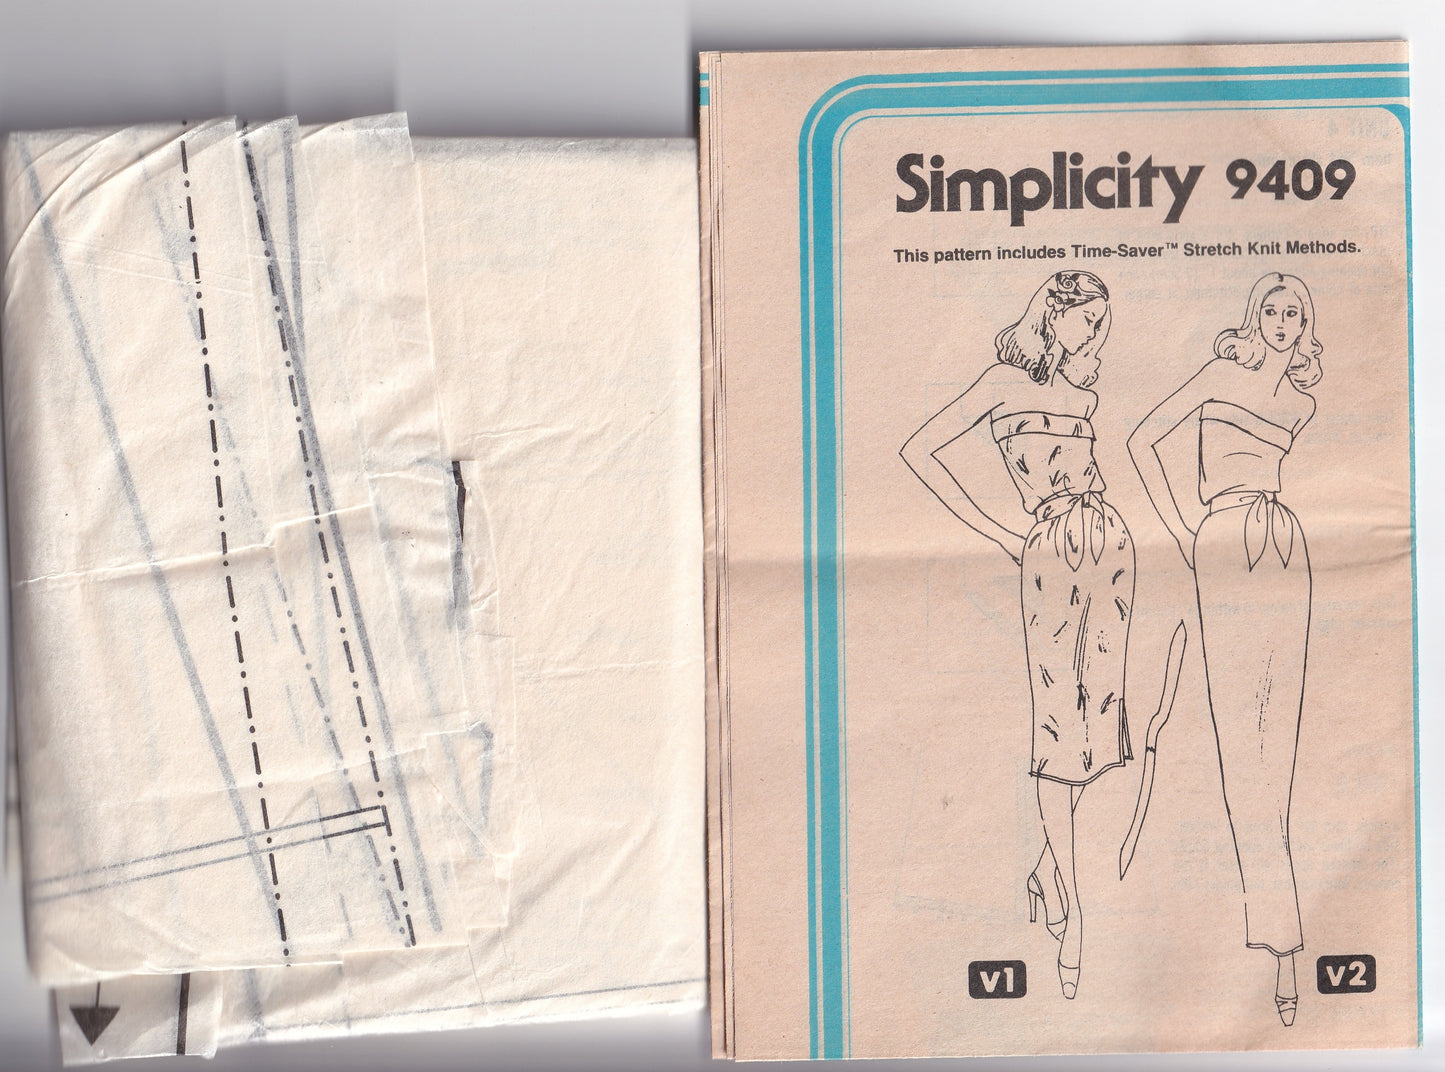 Simplicity 9409
This pattern includes Time-Saver™ Stretch Knit Methods.
v1
v2